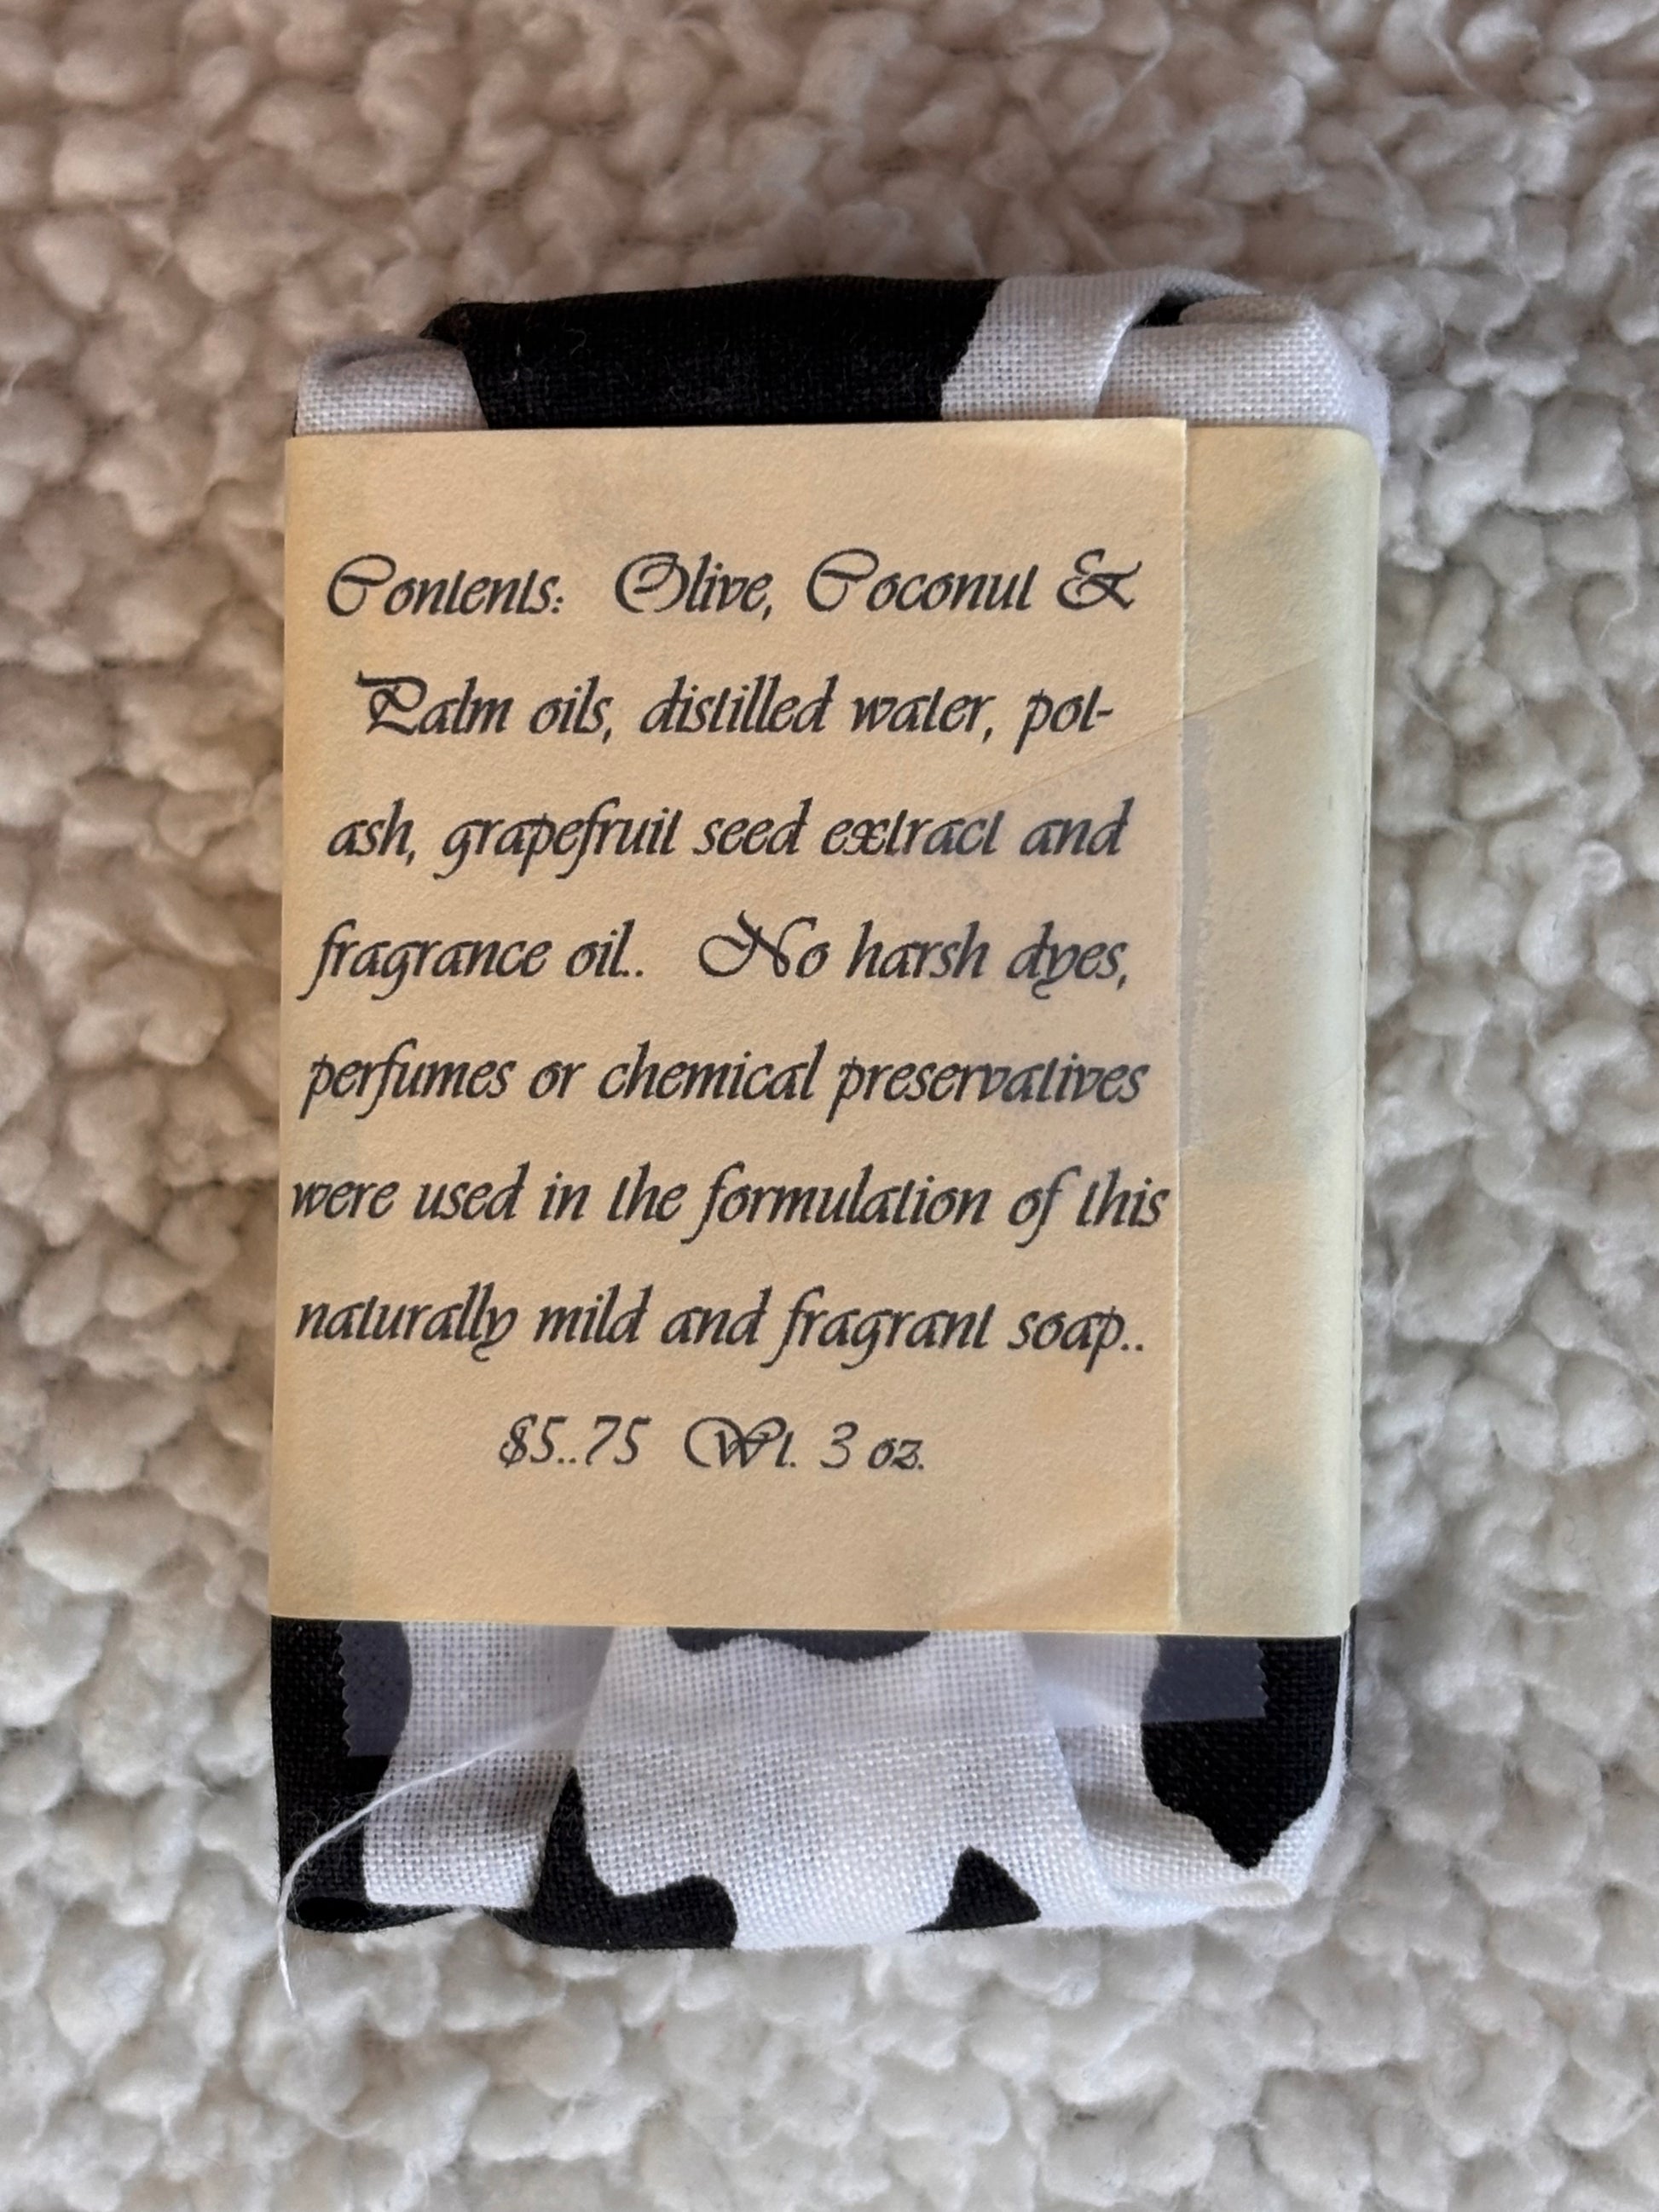 Contents:  Olive, Coconut &
Palm oils, distilled water, pot-
ash, grapefruit seed extract and
fragrance oil..  No harsh dyes,
perfumes or chemical preservatives
were used in the formulation of this
naturally mild and fragrant soap..
$5..75  Wt. 3 oz.